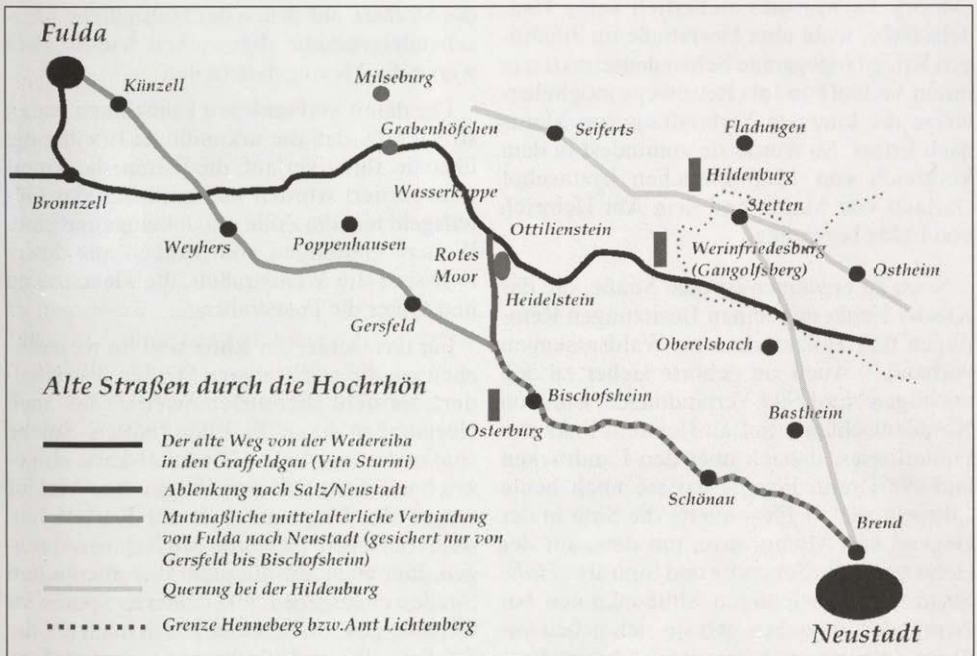 Fulda
Künzell
Milseburg
Grabenhöfchen
Seiferts
Fladungen
Hildenburg
Wasserkuppe
Stetten
Bronnzell
Ottilienstein
Weyhers
Poppenhausen
Rotes
Moor
Werinfriedesburg
(Gangolfsberg)
Ostheim
Heidelstein
Gersfeld
Oberelsbach
Alte Straßen durch die Hochrhön
Bischofsheim
Osterburg
Bastheim
Der alte Weg von der Wedereiba
in den Graffeldgau (Vita Sturmi)
Schönau
Ablenkung nach Salz/Neustadt
Mutmaßliche mittelalterliche Verbindung
von Fulda nach Neustadt (gesichert nur von
Gersfeld bis Bischofsheim)
Brend
Querung bei der Hildenburg
Grenze Henneberg bzw. Amt Lichtenberg
Neustadt